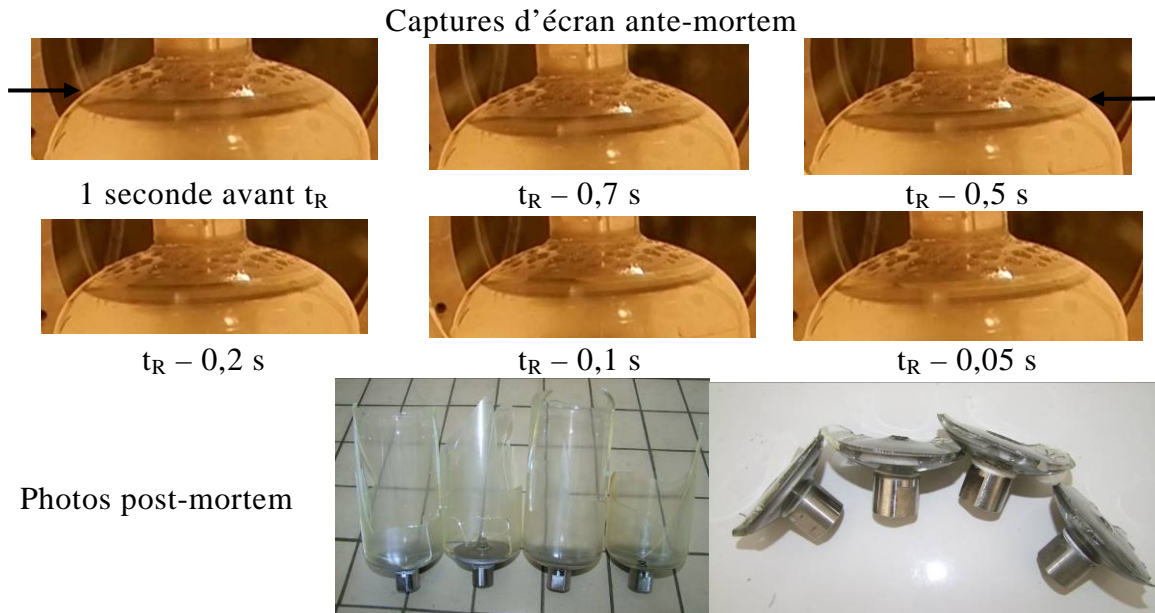 Captures d'écran ante-mortem
1 seconde avant tR
tR – 0,7 s
tR – 0,5 s
tR – 0,2 s
tR – 0,1 s
tR – 0,05 s
Photos post-mortem